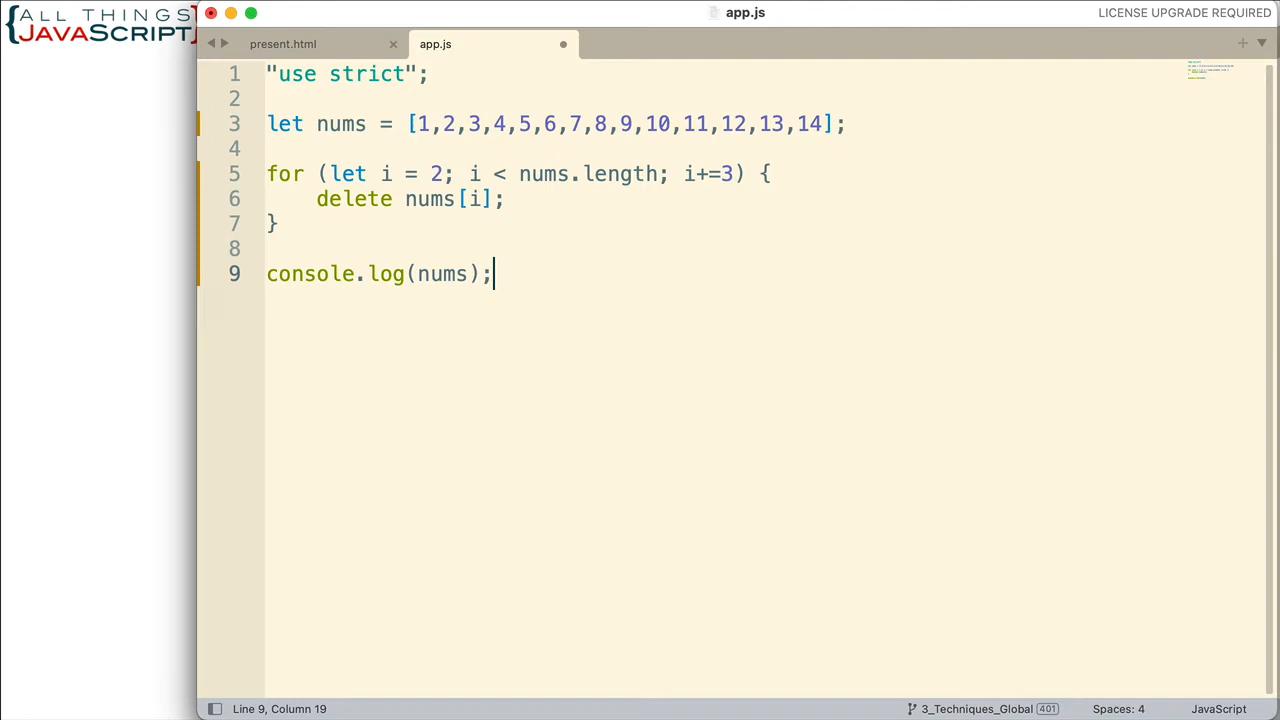 {ALL THINGS
JAVASCRIPT}
app.js
LICENSE UPGRADE REQUIRED
present.html
app.js
1 "use strict";
2
3 let nums = [1,2,3,4,5,6,7,8,9,10,11,12,13,14];
4
5 for (let i = 2; i < nums.length; i+=3) {
6     delete nums[i];
7 }
8
9 console.log(nums);
Line 9, Column 19
3_Techniques_Global 401
Spaces: 4
JavaScript